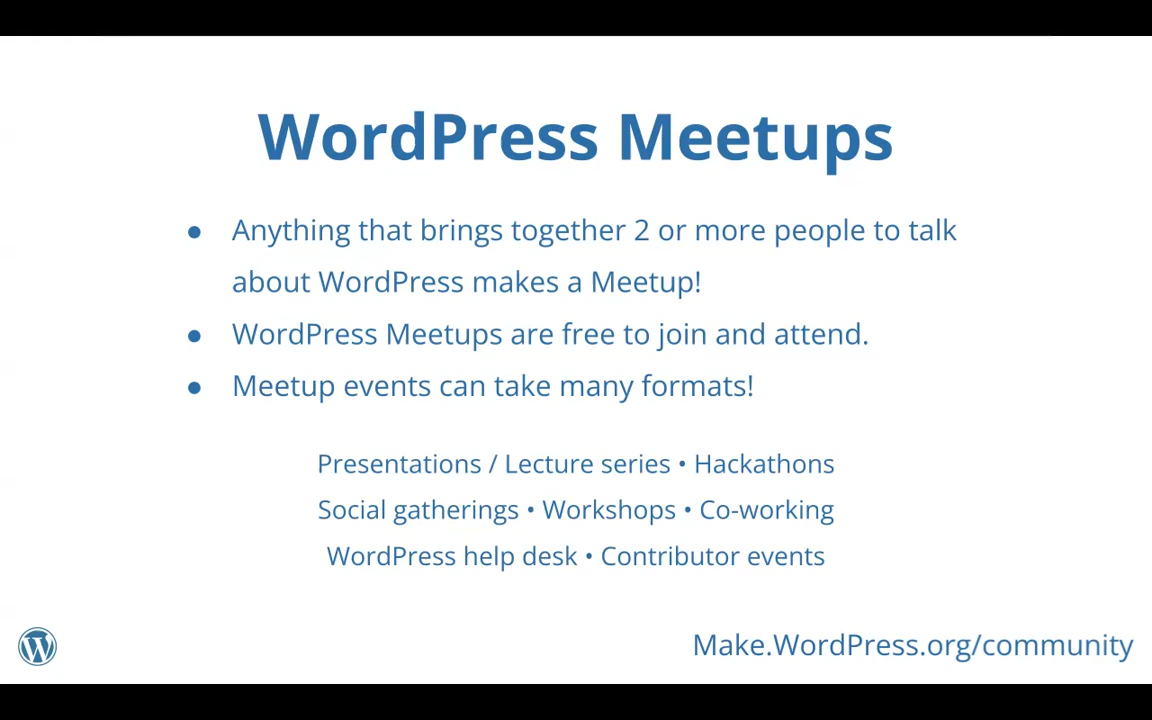 WordPress Meetups
● Anything that brings together 2 or more people to talk
about WordPress makes a Meetup!
● WordPress Meetups are free to join and attend.
● Meetup events can take many formats!
Presentations / Lecture series • Hackathons
Social gatherings • Workshops • Co-working
WordPress help desk • Contributor events
W
Make.WordPress.org/community